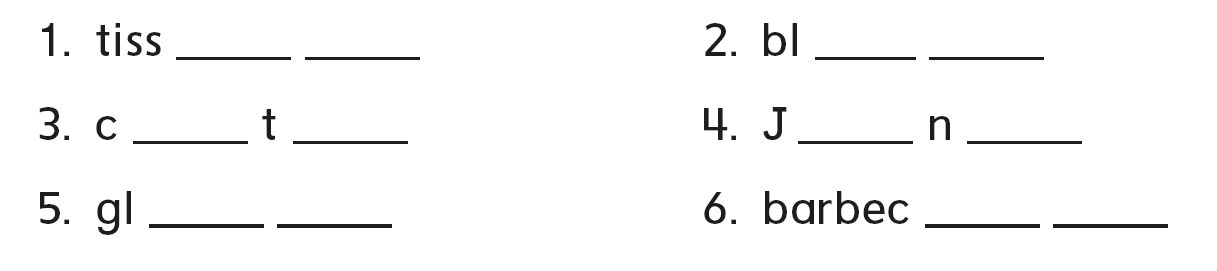 1. tiss _____ _____ 2. bl _____ _____
3. c _____ t _____ 4. J _____ n _____
5. gl _____ _____ 6. barbec _____ _____